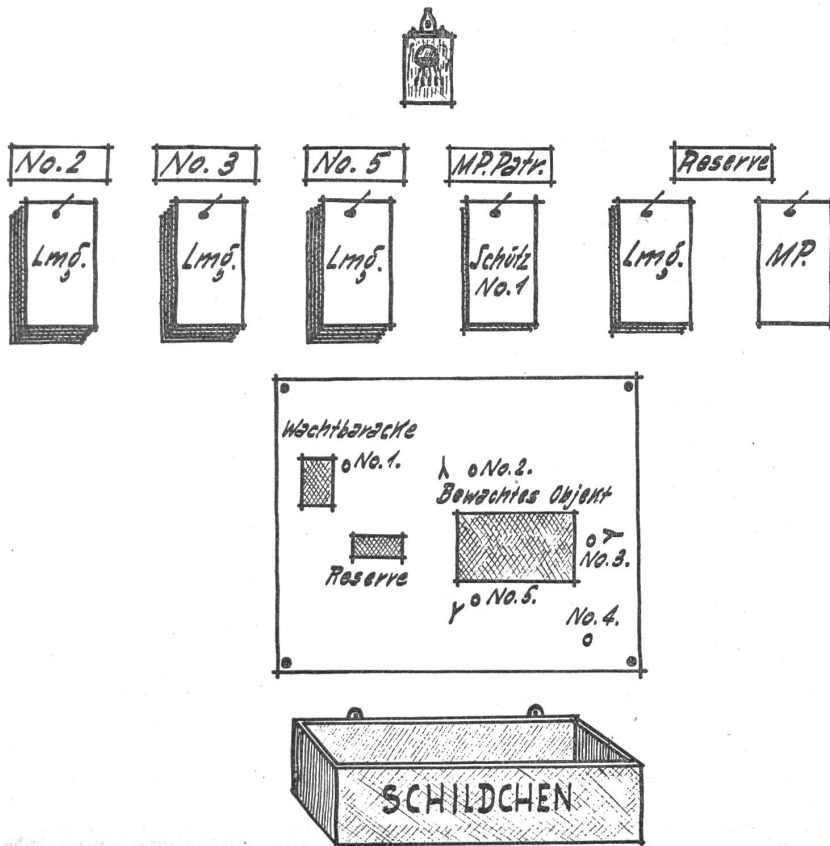 No. 2
No. 3
No. 5
MP. Patr.
Reserve
Lmg.
Lmg.
Lmg.
Schütz
No. 1
Lmg.
MP.
Wachtbaracke
No. 1.
No. 2.
Bewachtes Objekt
No. 3.
Reserve
No. 5.
No. 4.
SCHILDCHEN